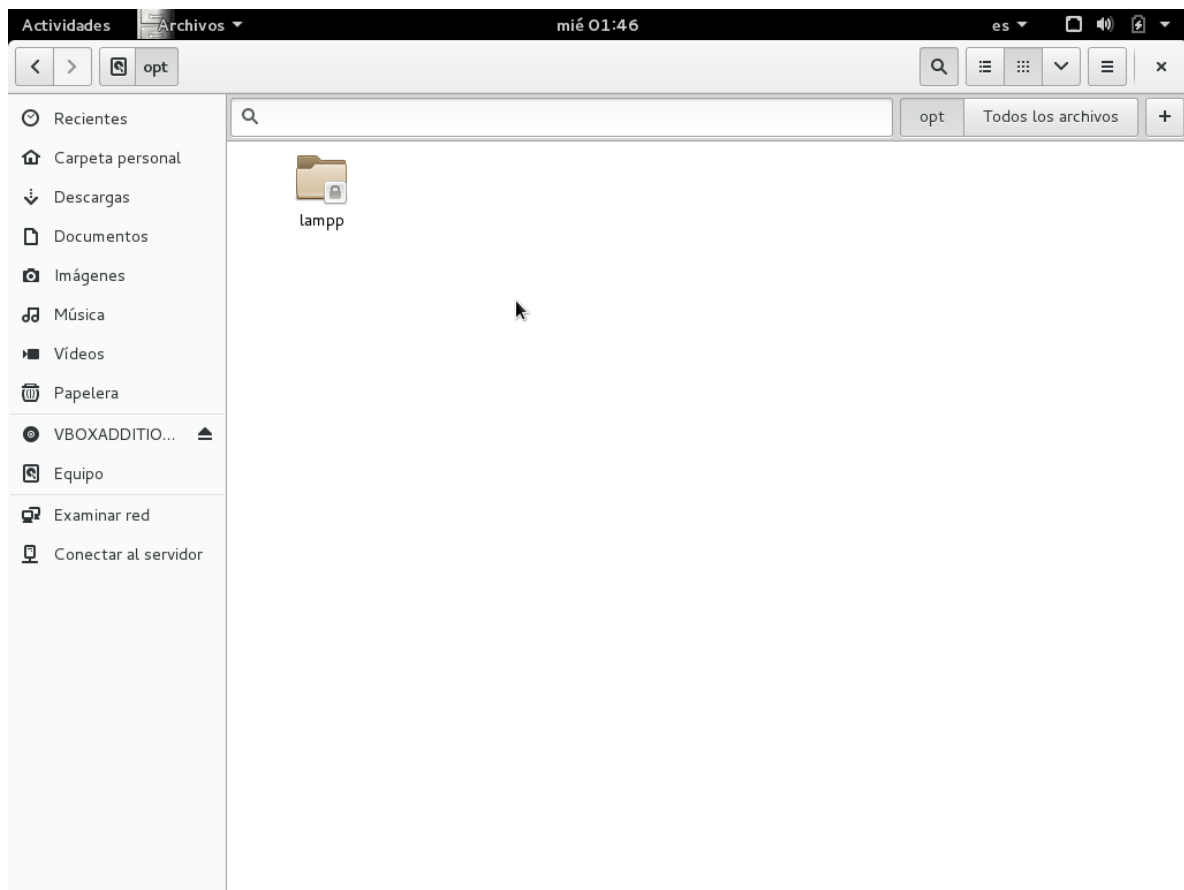 Actividades Archivos mié 01:46 es
opt
opt Todos los archivos +
Recientes
Carpeta personal
Descargas
Documentos
Imágenes
Música
Vídeos
Papelera
VBOXADDITIO...
Equipo
Examinar red
Conectar al servidor
lampp